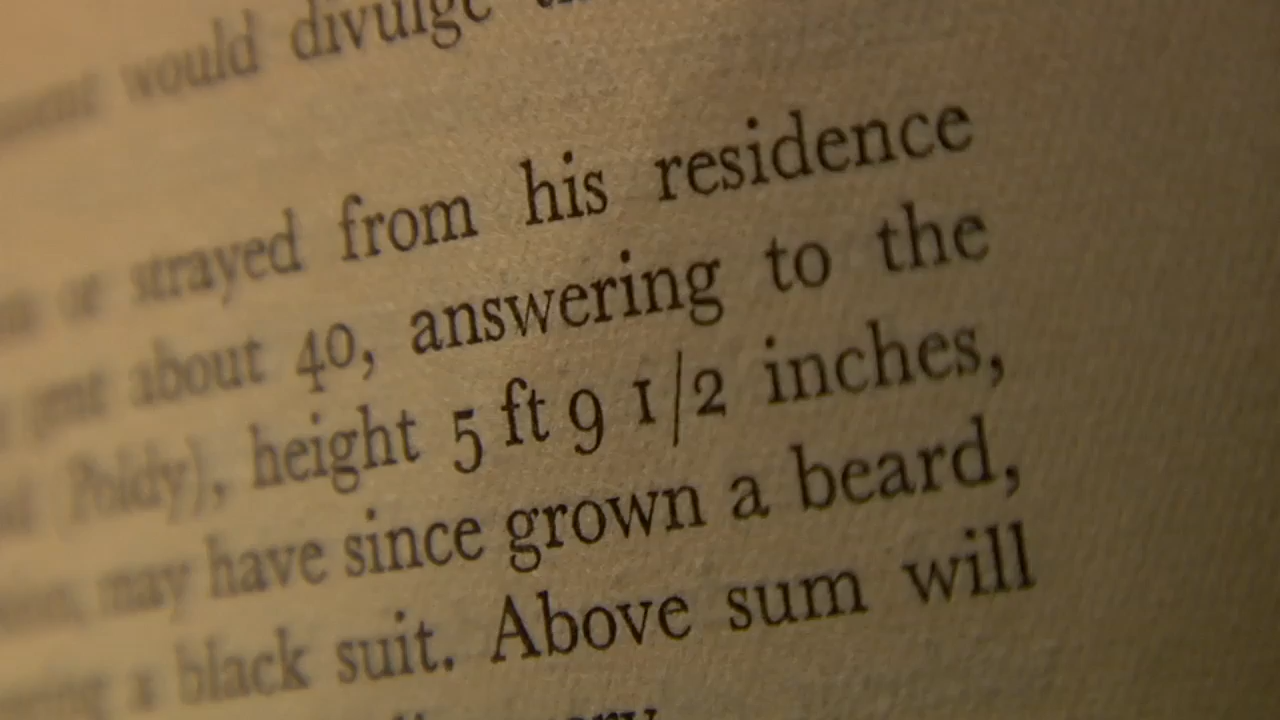 would divulge
strayed from his residence
about 40, answering to the
Poldy), height 5 ft 9 1/2 inches,
may have since grown a beard,
a black suit. Above sum will